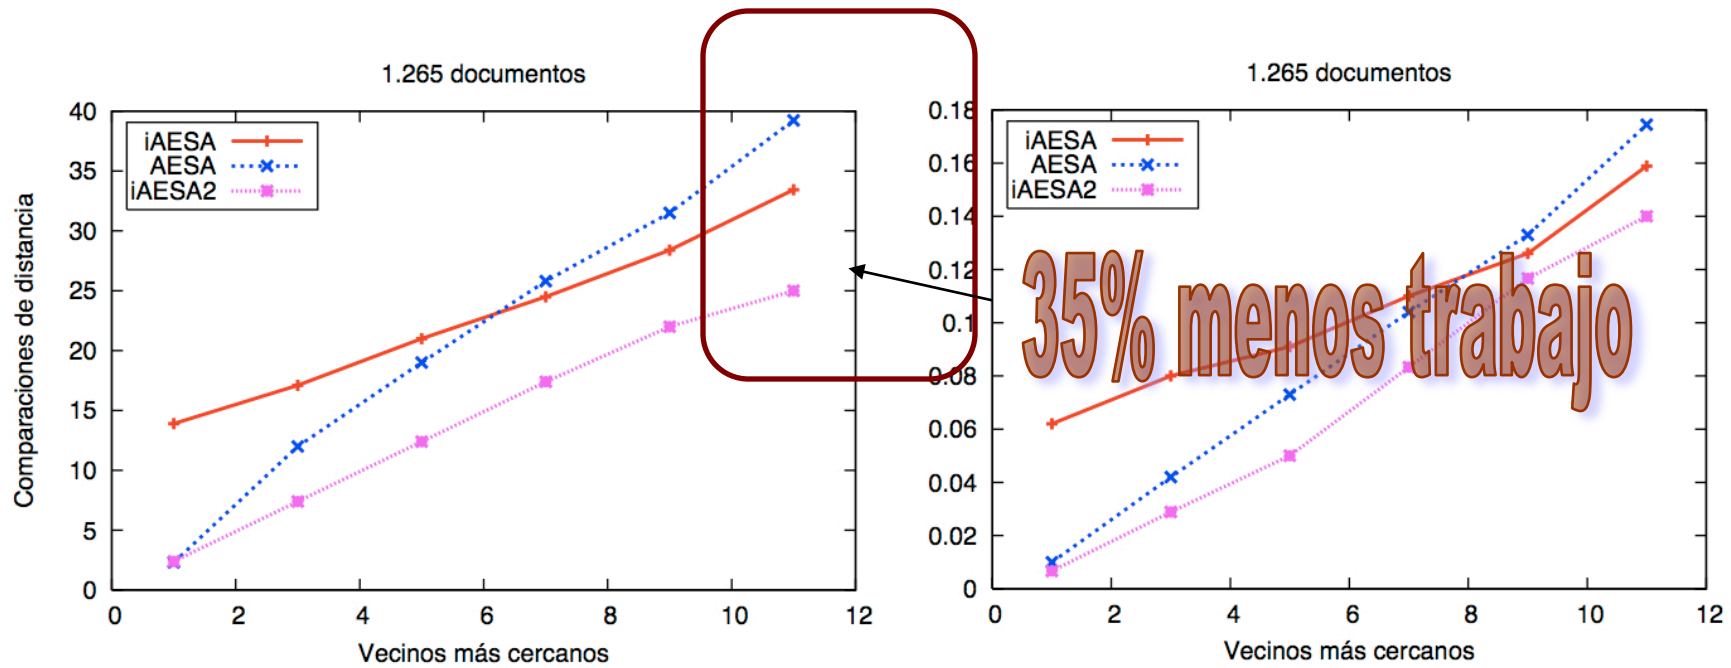 1.265 documentos
40
35
30
25
20
15
10
5
0
iAESA
AESA
iAESA2
Comparaciones de distancia
0 2 4 6 8 10 12
Vecinos más cercanos
1.265 documentos
0.18
0.16
0.14
0.12
0.1
0.08
0.06
0.04
0.02
0
iAESA
AESA
iAESA2
35% menos trabajo
0 2 4 6 8 10 12
Vecinos más cercanos